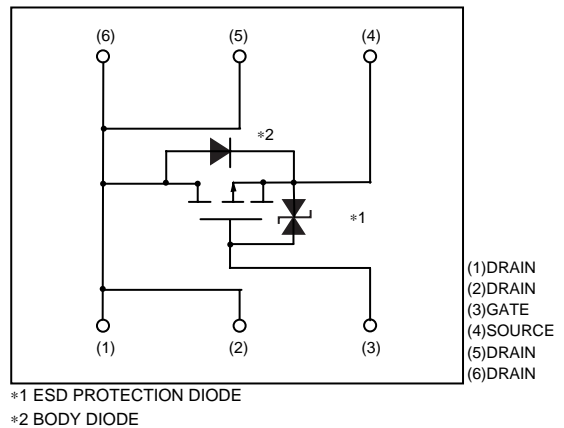 (6) (5) (4)
∗2
∗1
(1) (2) (3)
(1)DRAIN
(2)DRAIN
(3)GATE
(4)SOURCE
(5)DRAIN
(6)DRAIN
∗1 ESD PROTECTION DIODE
∗2 BODY DIODE